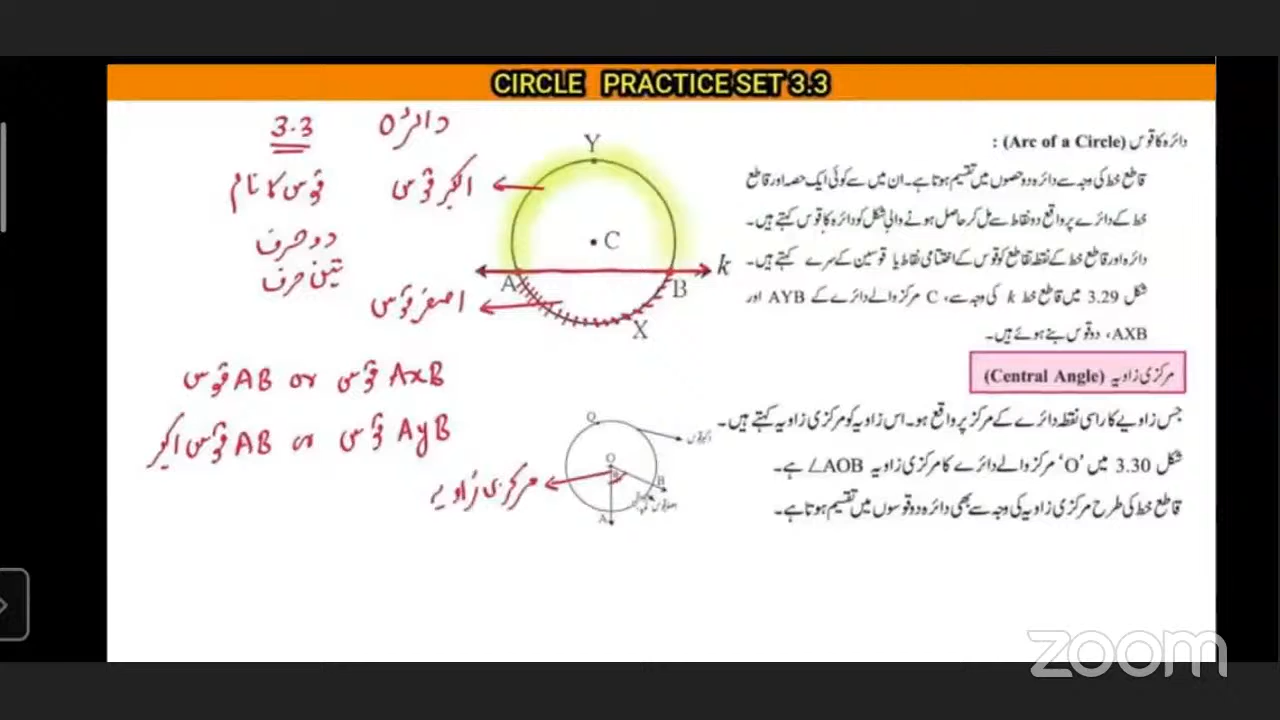 CIRCLE PRACTICE SET 3.3
دائرہ کا قوس (Arc of a Circle) :
قاطع خط کی وجہ سے دائرہ دو حصوں میں تقسیم ہوتا ہے۔ ان میں سے کوئی ایک حصہ اور قاطع
خط کے دائرے پر واقع دو نقاط سے مل کر حاصل ہونے والی شکل کو دائرہ کا قوس کہتے ہیں۔
دائرہ اور قاطع خط کے نقطۂ تقاطع کو قوس کے اختتامی نقاط یا قوسین کے سرے کہتے ہیں۔
شکل 3.29 میں قاطع خط k کی وجہ سے، C مرکز والے دائرے کے AYB اور
AXB، دو قوس بنے ہوئے ہیں۔
مرکزی زاویہ (Central Angle)
جس زاویے کا راسی نقطہ دائرے کے مرکز پر واقع ہو۔ اس زاویہ کو مرکزی زاویہ کہتے ہیں۔
شکل 3.30 میں 'O' مرکز والے دائرے کا مرکزی زاویہ ∠AOB ہے۔
قاطع خط کی طرح مرکزی زاویہ کی وجہ سے بھی دائرہ دو قوسوں میں تقسیم ہوتا ہے۔
دائرہ 3.3
اکبر قوس
قوس کا نام
دو حرف
تین حرف
اصغر قوس
Y
C
k
A
B
X
قوس AB or قوس AXB
قوس اکبر AB or قوس AyB
مرکزی زاویہ
Q
O
B
A
zoom